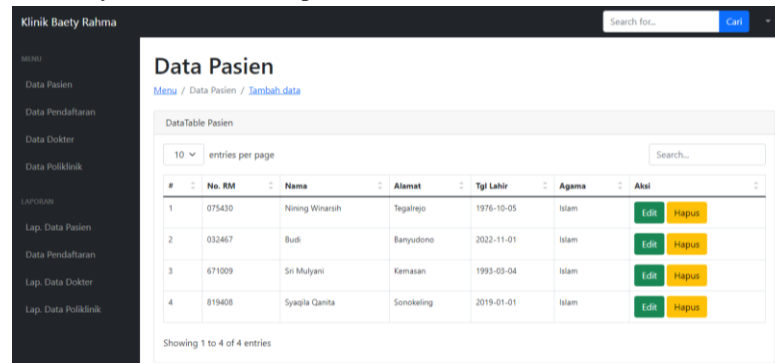 Klinik Baety Rahma
Search for...
Cari
MENU
Data Pasien
Data Pendaftaran
Data Dokter
Data Poliklinik
LAPORAN
Lap. Data Pasien
Data Pendaftaran
Lap. Data Dokter
Lap. Data Poliklinik
Data Pasien
Menu / Data Pasien / Tambah data
DataTable Pasien
10 entries per page
Search...
# No. RM Nama Alamat Tgl Lahir Agama Aksi
1 075430 Nining Winarsih Tegalrejo 1976-10-05 Islam Edit Hapus
2 032467 Budi Banyudono 2022-11-01 Islam Edit Hapus
3 671009 Sri Mulyani Kemasan 1993-03-04 Islam Edit Hapus
4 819408 Syaqila Qanita Sonokeling 2019-01-01 Islam Edit Hapus
Showing 1 to 4 of 4 entries